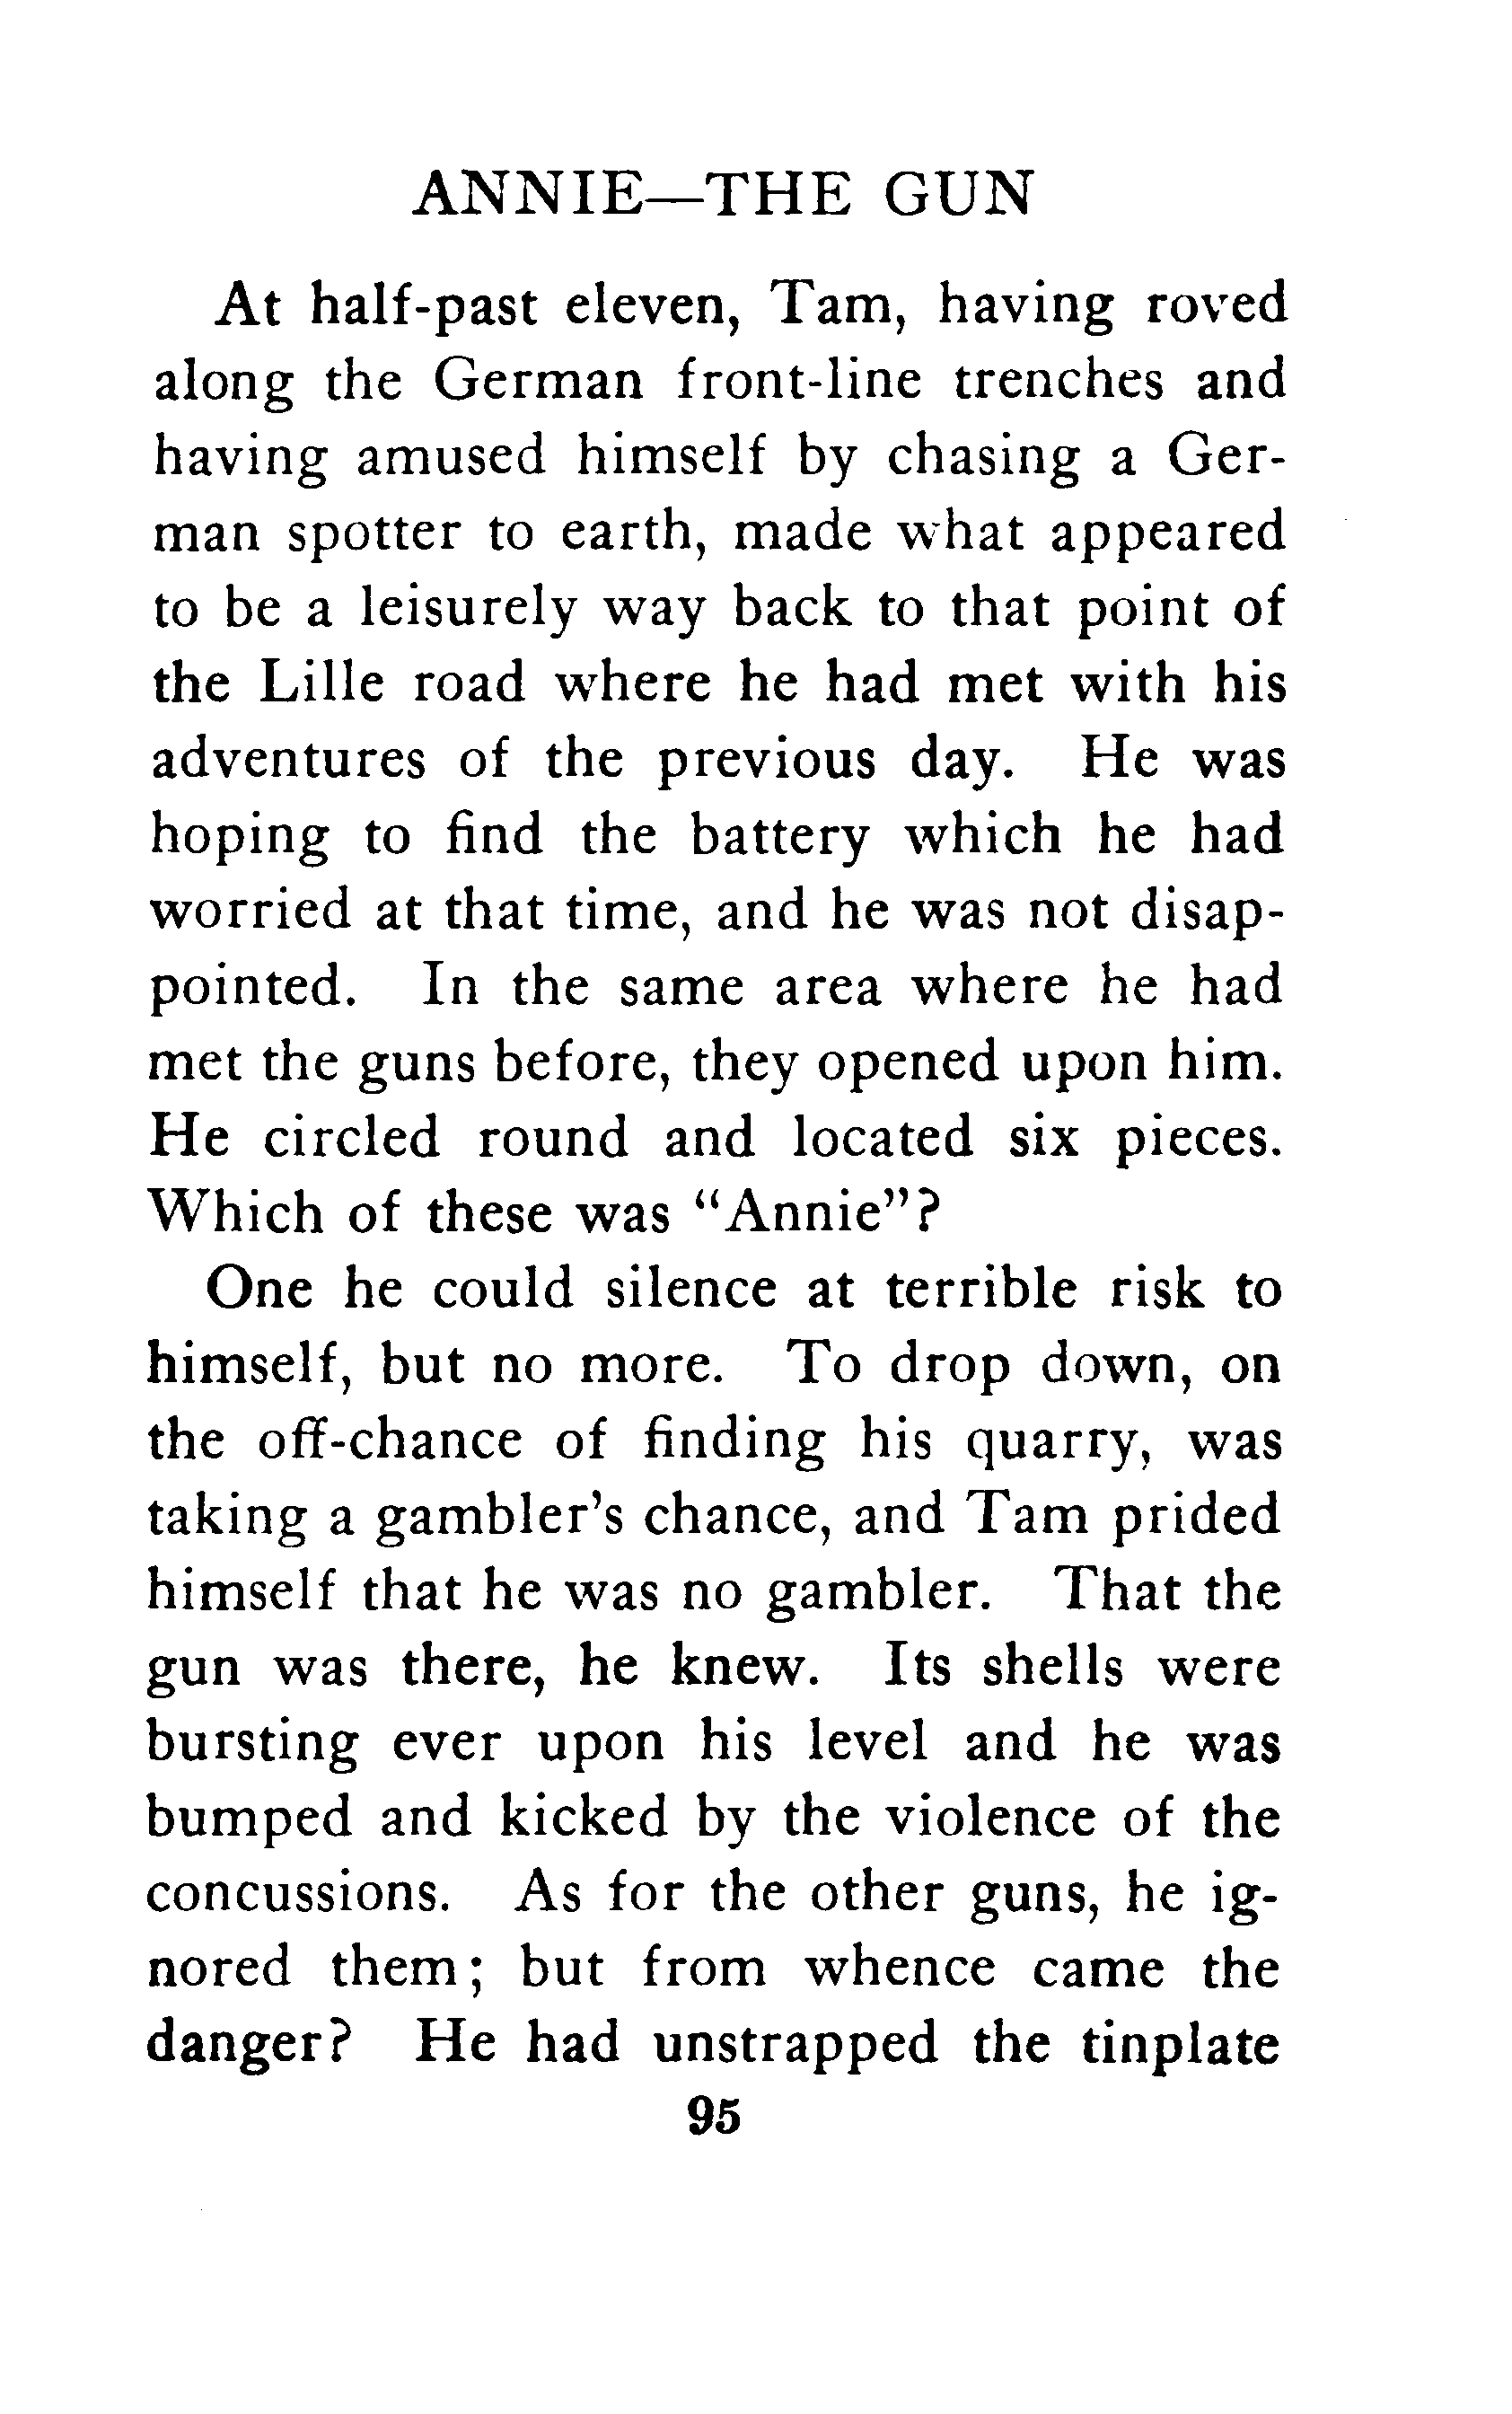 ANNIE—THE GUN
At half-past eleven, Tam, having roved
along the German front-line trenches and
having amused himself by chasing a Ger-
man spotter to earth, made what appeared
to be a leisurely way back to that point of
the Lille road where he had met with his
adventures of the previous day. He was
hoping to find the battery which he had
worried at that time, and he was not disap-
pointed. In the same area where he had
met the guns before, they opened upon him.
He circled round and located six pieces.
Which of these was "Annie"?
One he could silence at terrible risk to
himself, but no more. To drop down, on
the off-chance of finding his quarry, was
taking a gambler's chance, and Tam prided
himself that he was no gambler. That the
gun was there, he knew. Its shells were
bursting ever upon his level and he was
bumped and kicked by the violence of the
concussions. As for the other guns, he ig-
nored them; but from whence came the
danger? He had unstrapped the tinplate
95